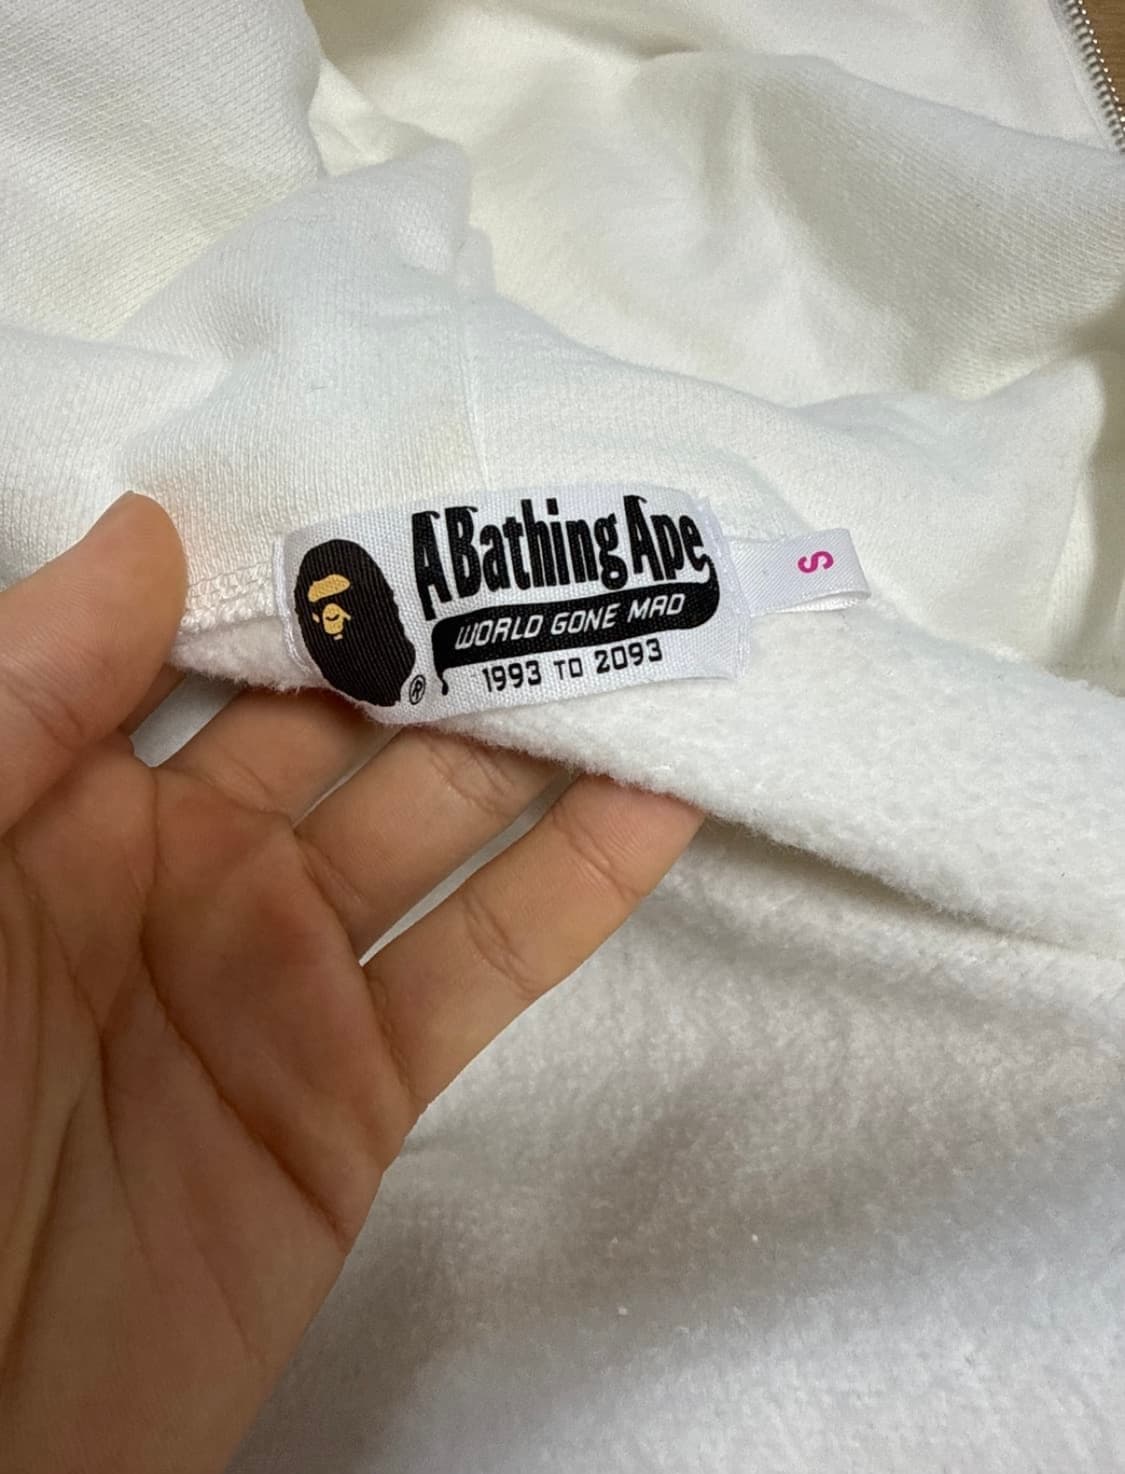 A Bathing Ape
WORLD GONE MAD
1993 TO 2093
®
S